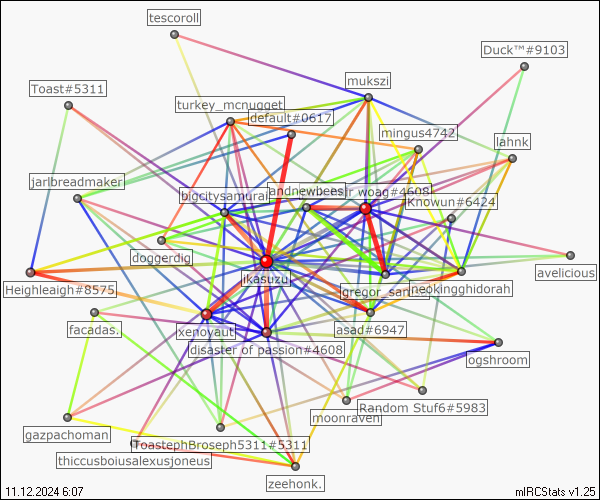 tescoroll
Duck™#9103
mukszi
Toast#5311
turkey_mcnugget
default#0617
mingus4742
lahnk
jarlbreadmaker
bigcitysamurai
andnewbees
woag#4608
Knowun#6424
doggerdig
ikasuzu
avelicious
Heighleaigh#8575
neokingghidorah
facadas.
xenoyaut
asad#6947
disaster of passion#4608
ogshroom
Random Stuf6#5983
moonraven
gazpachoman
ToastephBroseph5311#5311
thiccusboiusalexusjoneus
zeehonk.
11.12.2024 6:07
mIRCStats v1.25